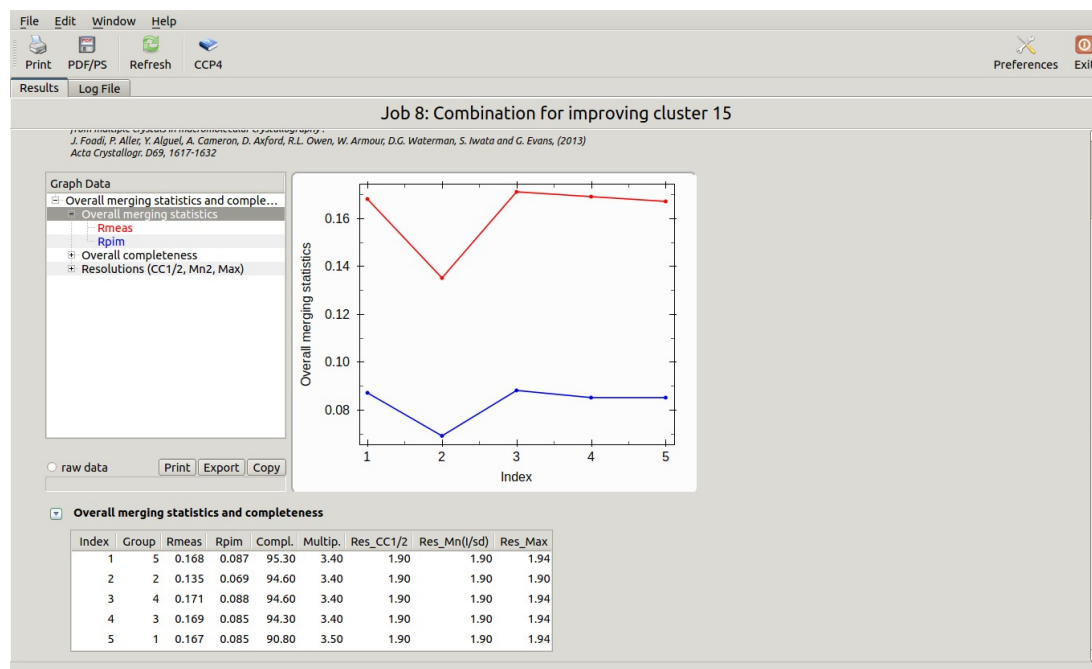 File Edit Window Help
Print PDF/PS Refresh CCP4 Preferences Exit
Results Log File
Job 8: Combination for improving cluster 15
from multiple crystals in macromolecular crystallography'.
J. Foadi, P. Aller, Y. Alguel, A. Cameron, D. Axford, R.L. Owen, W. Armour, D.G. Waterman, S. Iwata and G. Evans, (2013)
Acta Crystallogr. D69, 1617-1632
Graph Data
Overall merging statistics and comple...
Overall merging statistics
Rmeas
Rpim
Overall completeness
Resolutions (CC1/2, Mn2, Max)
raw data Print Export Copy
Overall merging statistics
0.16
0.14
0.12
0.10
0.08
1 2 3 4 5
Index
Overall merging statistics and completeness
Index Group Rmeas Rpim Compl. Multip. Res_CC1/2 Res_Mn(I/sd) Res_Max
1 5 0.168 0.087 95.30 3.40 1.90 1.90 1.94
2 2 0.135 0.069 94.60 3.40 1.90 1.90 1.90
3 4 0.171 0.088 94.60 3.40 1.90 1.90 1.94
4 3 0.169 0.085 94.30 3.40 1.90 1.90 1.94
5 1 0.167 0.085 90.80 3.50 1.90 1.90 1.94